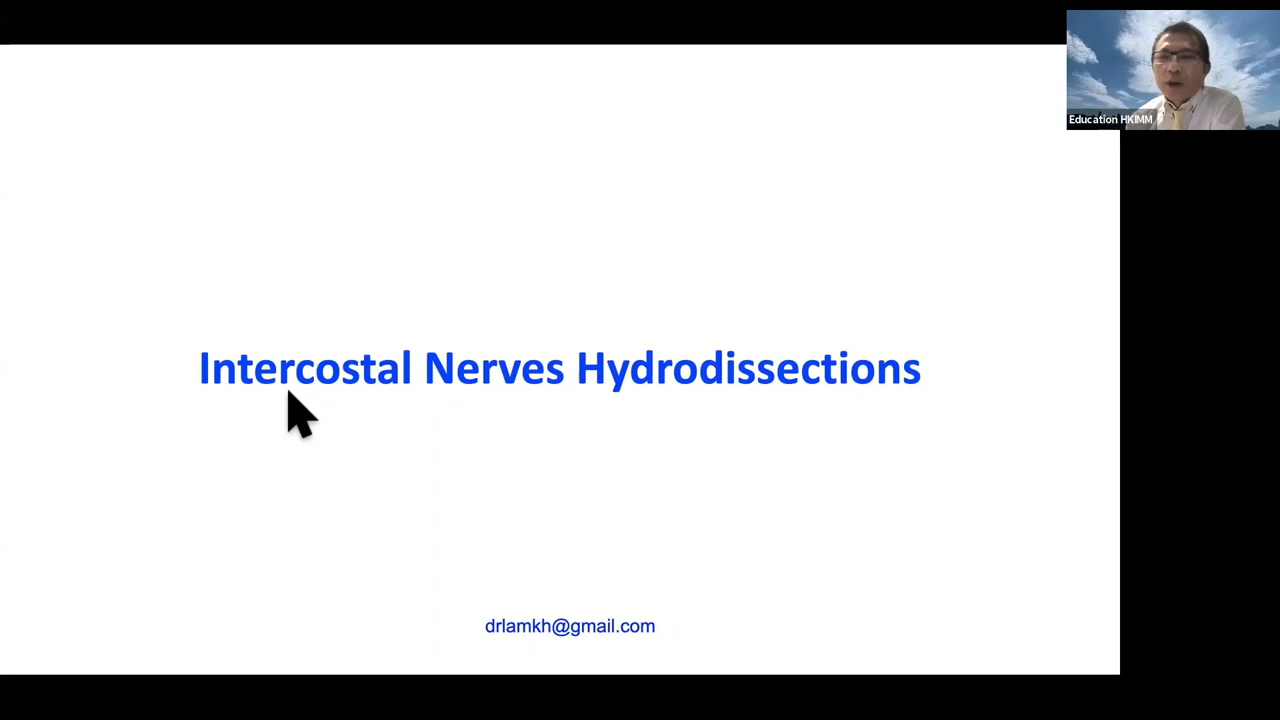 Education HKIMM
Intercostal Nerves Hydrodissections
drlamkh@gmail.com